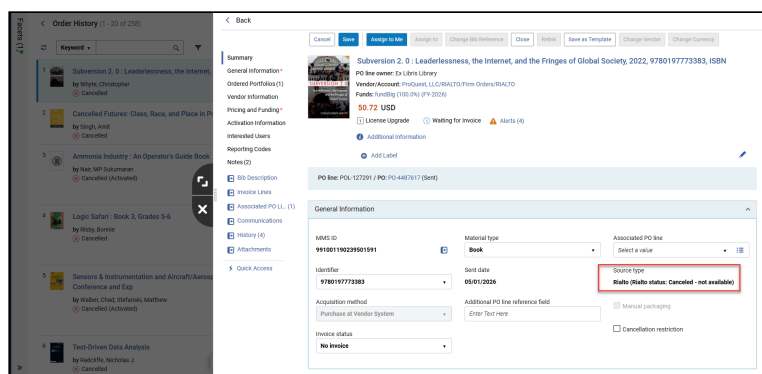 Facets (1)
Order History (1 - 20 of 258)
Keyword
1
Subversion 2. 0 : Leaderlessness, the Internet,
by Whyte, Christopher
Cancelled
2
Cancelled Futures: Class, Race, and Place in Po
by Singh, Amit
Cancelled
3
Ammonia Industry : An Operator's Guide Book
by Nair, MP Sukumaran
Cancelled (Activated)
4
Logic Safari : Book 3, Grades 5-6
by Risby, Bonnie
Cancelled (Activated)
5
Sensors & Instrumentation and Aircraft/Aerosp
Conference and Exp
by Walber, Chad, Stefanski, Matthew
Cancelled (Activated)
6
Test-Driven Data Analysis
by Radcliffe, Nicholas J.
Cancelled
Back
Cancel Save Assign to Me Assign to Change Bib Reference Close Relink Save as Template Change Vendor Change Currency
Summary
General Information*
Ordered Portfolios (1)
Vendor Information
Pricing and Funding*
Activation Information
Interested Users
Reporting Codes
Notes (2)
Bib Description
Invoice Lines
Associated PO Li... (1)
Communications
History (4)
Attachments
Quick Access
Subversion 2. 0 : Leaderlessness, the Internet, and the Fringes of Global Society, 2022, 9780197773383, ISBN
PO line owner: Ex Libris Library
Vendor/Account: ProQuest, LLC/RIALTO/Firm Orders/RIALTO
Funds: fundBig (100.0%) (FY-2026)
50.72 USD
1 License Upgrade Waiting for Invoice Alerts (4)
Additional Information
Add Label
PO line: POL-127291 / PO: PO-4487617 (Sent)
General Information
MMS ID
991001190239501591
Material type
Book
Associated PO line
Select a value
Identifier
9780197773383
Sent date
05/01/2026
Source type
Rialto (Rialto status: Canceled - not available)
Acquisition method
Purchase at Vendor System
Additional PO line reference field
Enter Text Here
Manual packaging
Invoice status
No invoice
Cancellation restriction